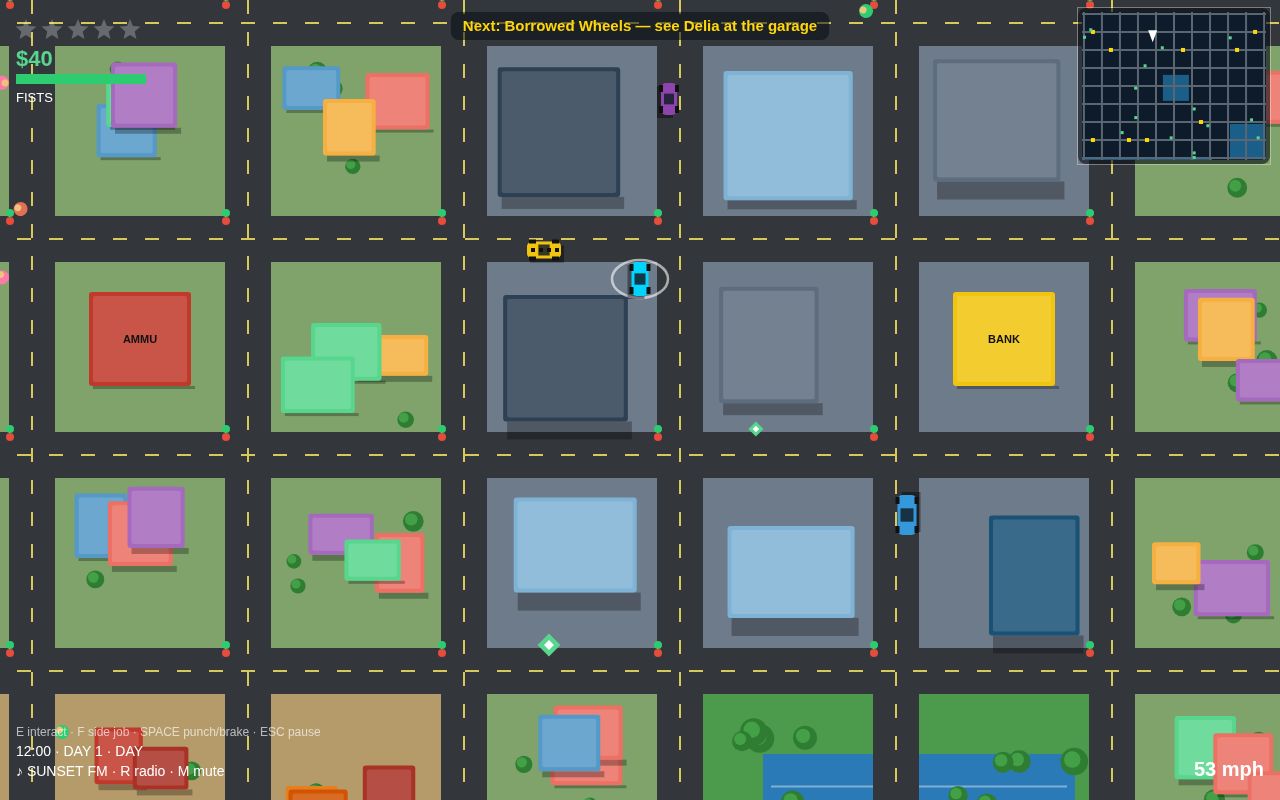 Next: Borrowed Wheels — see Delia at the garage
$40
FISTS
AMMU
BANK
E interact · F side job · SPACE punch/brake · ESC pause
12:00 · DAY 1 · DAY
♪ SUNSET FM · R radio · M mute
53 mph